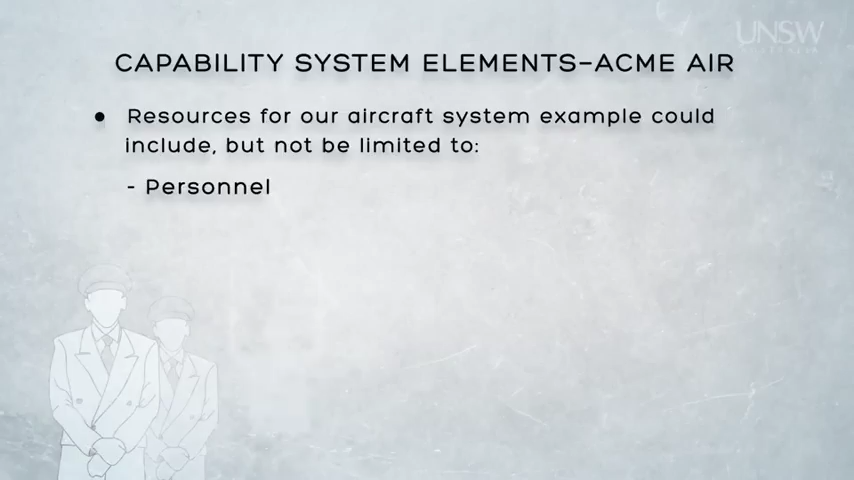 UNSW
AUSTRALIA
CAPABILITY SYSTEM ELEMENTS–ACME AIR
● Resources for our aircraft system example could
include, but not be limited to:
- Personnel